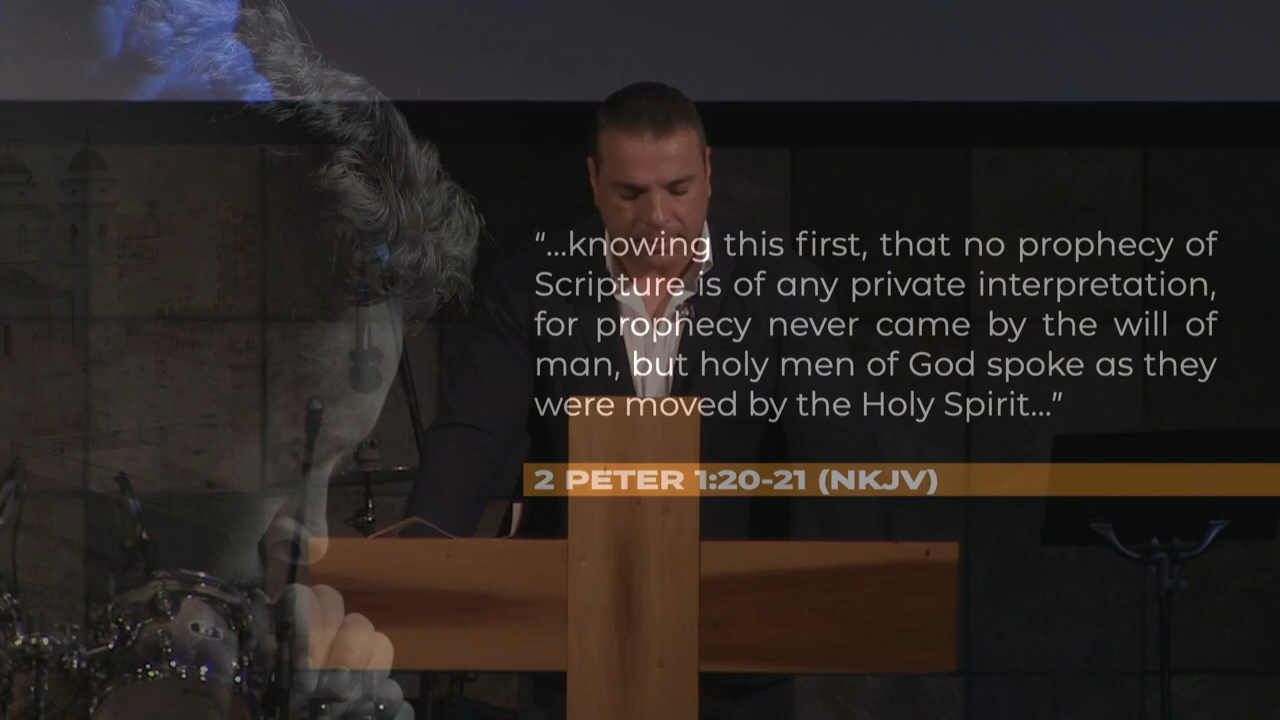 “...knowing this first, that no prophecy of
Scripture is of any private interpretation,
for prophecy never came by the will of
man, but holy men of God spoke as they
were moved by the Holy Spirit...”
2 PETER 1:20-21 (NKJV)